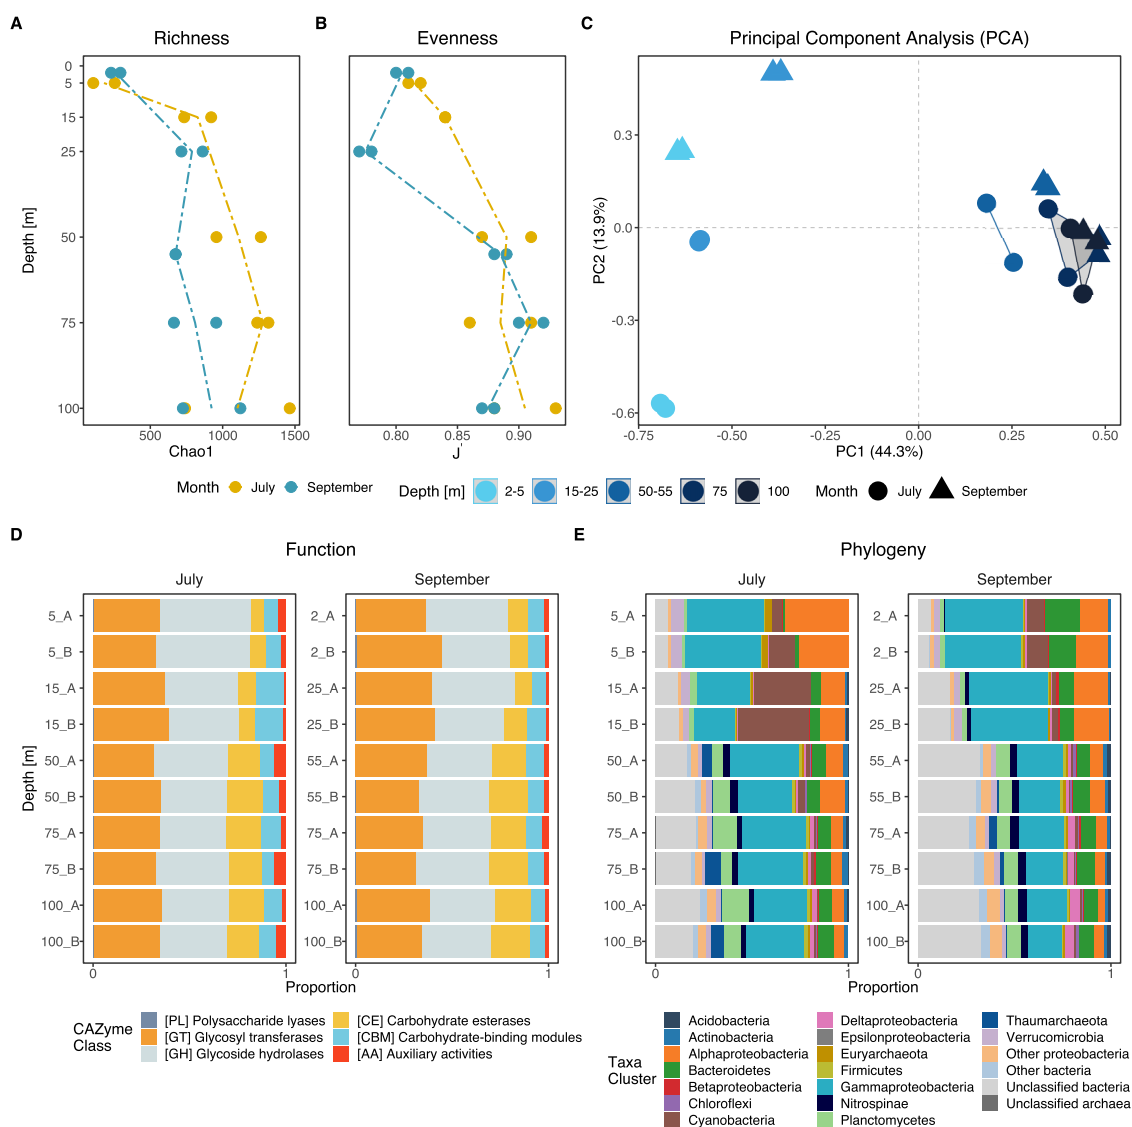 A
Richness
B
Evenness
C
Principal Component Analysis (PCA)
0
5
15
25
50
75
100
Depth [m]
500
1000
1500
Chao1
0.80
0.85
0.90
J'
0.3
0.0
-0.3
-0.6
PC2 (13.9%)
-0.75
-0.50
-0.25
0.00
0.25
0.50
PC1 (44.3%)
Month July September
Depth [m] 2-5 15-25 50-55 75 100
Month July September
D
Function
July
September
5_A
5_B
15_A
15_B
50_A
50_B
75_A
75_B
100_A
100_B
Depth [m]
2_A
2_B
25_A
25_B
55_A
55_B
75_A
75_B
100_A
100_B
0
1
0
1
Proportion
CAZyme
Class
[PL] Polysaccharide lyases
[GT] Glycosyl transferases
[GH] Glycoside hydrolases
[CE] Carbohydrate esterases
[CBM] Carbohydrate-binding modules
[AA] Auxiliary activities
E
Phylogeny
July
September
5_A
5_B
15_A
15_B
50_A
50_B
75_A
75_B
100_A
100_B
2_A
2_B
25_A
25_B
55_A
55_B
75_A
75_B
100_A
100_B
0
1
0
1
Proportion
Taxa
Cluster
Acidobacteria
Actinobacteria
Alphaproteobacteria
Bacteroidetes
Betaproteobacteria
Chloroflexi
Cyanobacteria
Deltaproteobacteria
Epsilonproteobacteria
Euryarchaeota
Firmicutes
Gammaproteobacteria
Nitrospinae
Planctomycetes
Thaumarchaeota
Verrucomicrobia
Other proteobacteria
Other bacteria
Unclassified bacteria
Unclassified archaea